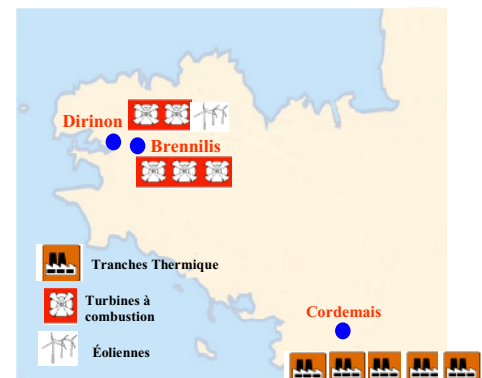 Dirinon
Brennilis
Tranches Thermique
Turbines à
combustion
Cordemais
Éoliennes